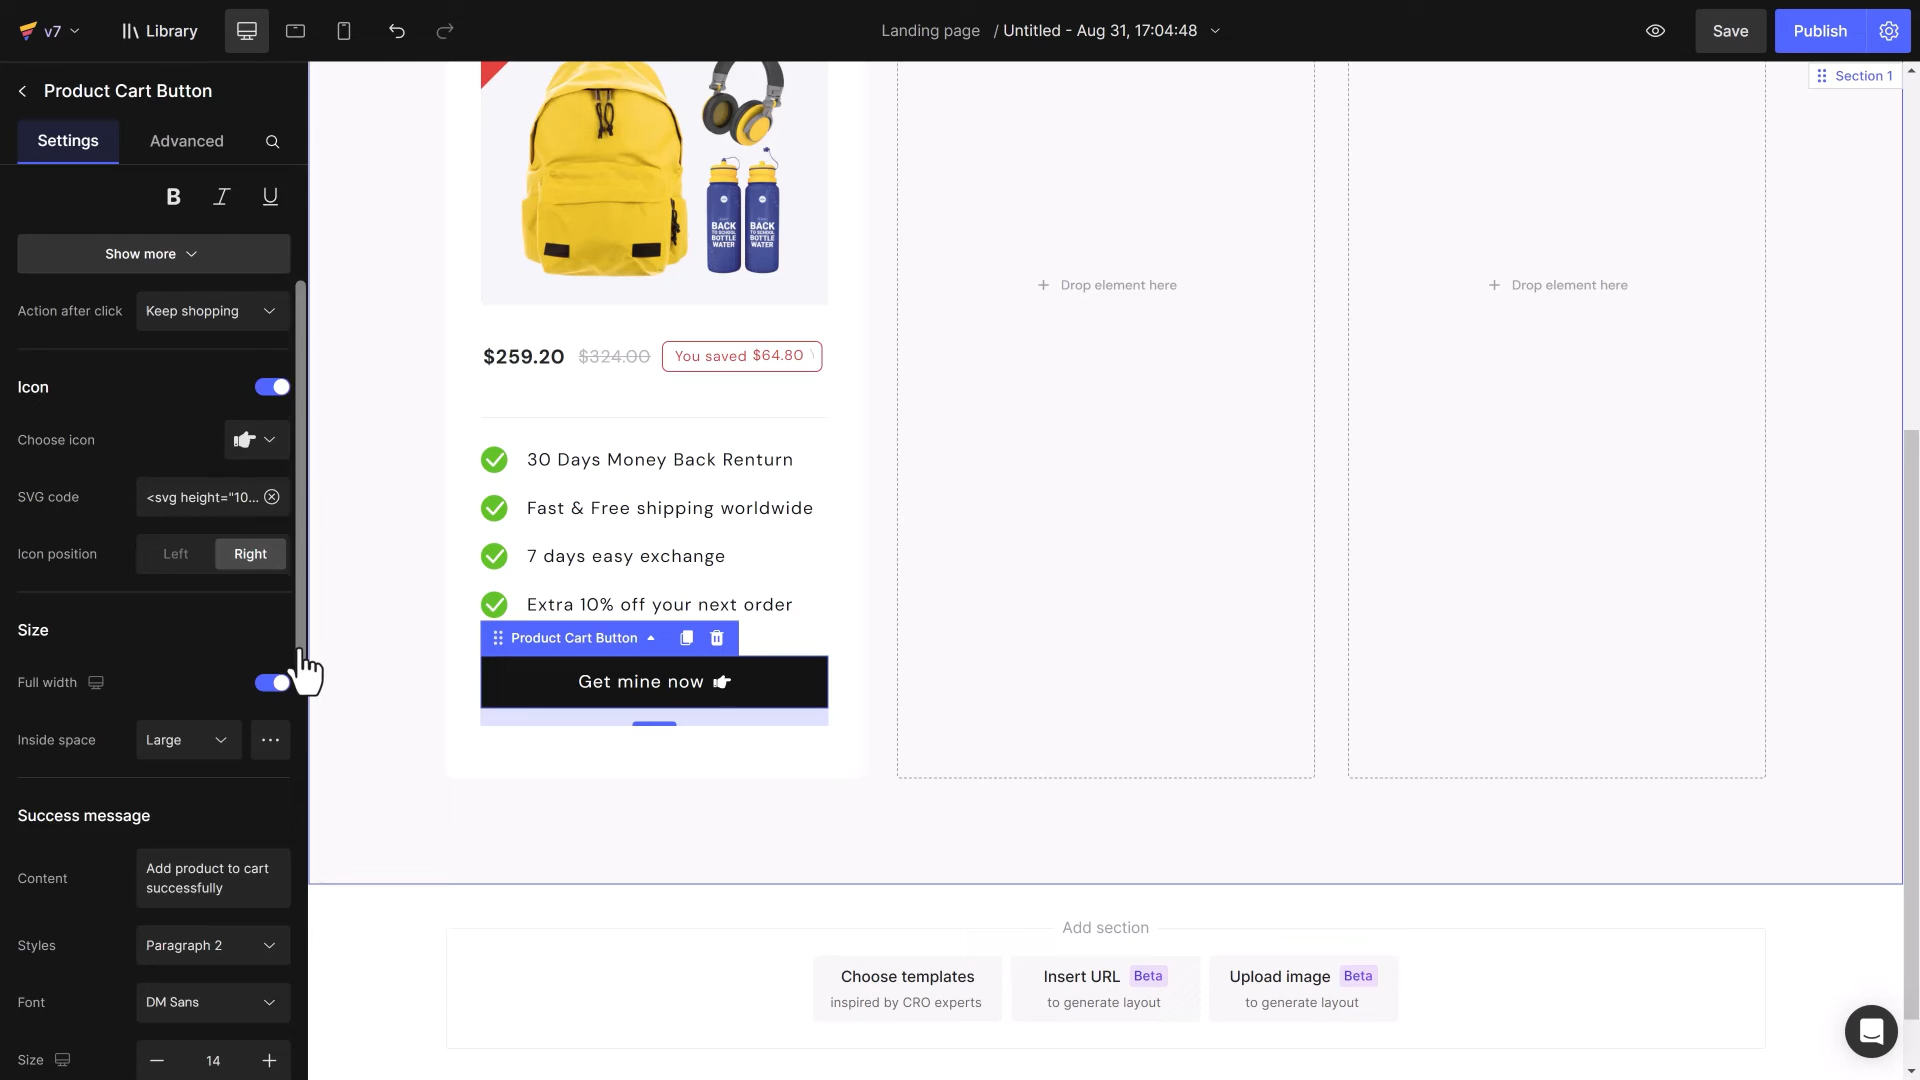 v7
Library
Landing page / Untitled - Aug 31, 17:04:48
Save
Publish
Product Cart Button
Settings
Advanced
B I U
Show more
Action after click
Keep shopping
Icon
Choose icon
SVG code
<svg height="10...
Icon position
Left
Right
Size
Full width
Inside space
Large
Success message
Content
Add product to cart
successfully
Styles
Paragraph 2
Font
DM Sans
Size
14
Section 1
BACK
TO SCHOOL
BOTTLE
WATER
BACK
TO SCHOOL
BOTTLE
WATER
$259.20 $324.00 You saved $64.80
30 Days Money Back Renturn
Fast & Free shipping worldwide
7 days easy exchange
Extra 10% off your next order
Product Cart Button
Get mine now
Drop element here
Drop element here
Add section
Choose templates
inspired by CRO experts
Insert URL Beta
to generate layout
Upload image Beta
to generate layout